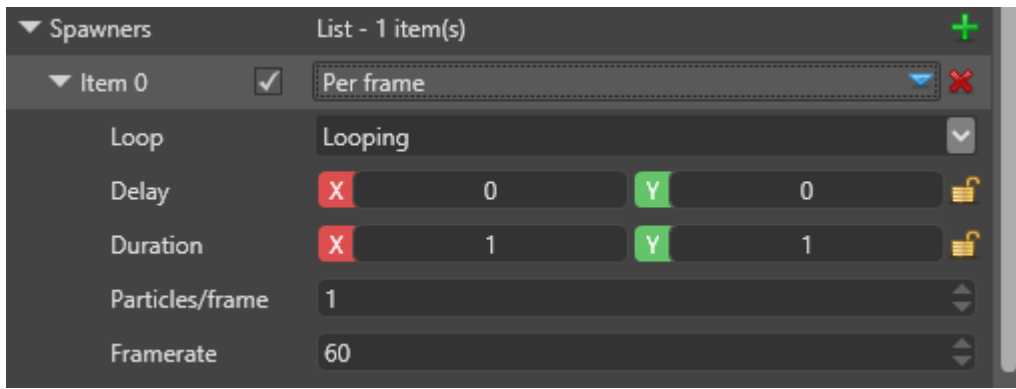 Spawners List - 1 item(s)
Item 0 Per frame
Loop Looping
Delay X 0 Y 0
Duration X 1 Y 1
Particles/frame 1
Framerate 60